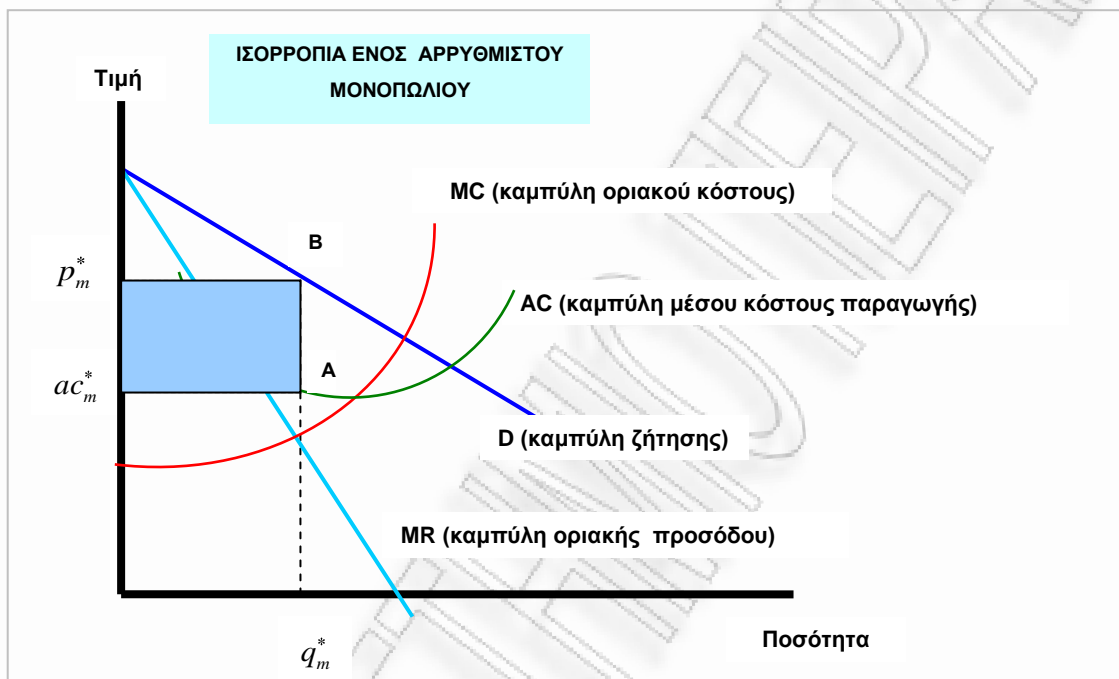 ΙΣΟΡΡΟΠΙΑ ΕΝΟΣ ΑΡΡΥΘΜΙΣΤΟΥ
ΜΟΝΟΠΩΛΙΟΥ
Τιμή
MC (καμπύλη οριακού κόστους)
B
p*m
AC (καμπύλη μέσου κόστους παραγωγής)
A
ac*m
D (καμπύλη ζήτησης)
MR (καμπύλη οριακής προσόδου)
Ποσότητα
q*m